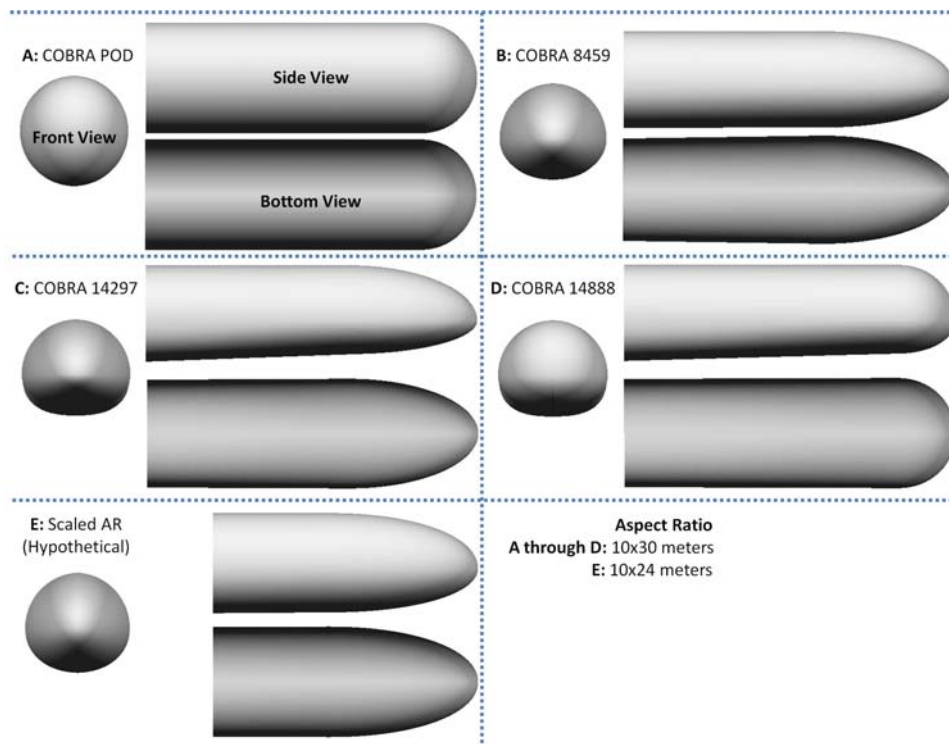 A: COBRA POD
Front View
Side View
Bottom View
B: COBRA 8459
C: COBRA 14297
D: COBRA 14888
E: Scaled AR
(Hypothetical)
Aspect Ratio
A through D: 10x30 meters
E: 10x24 meters